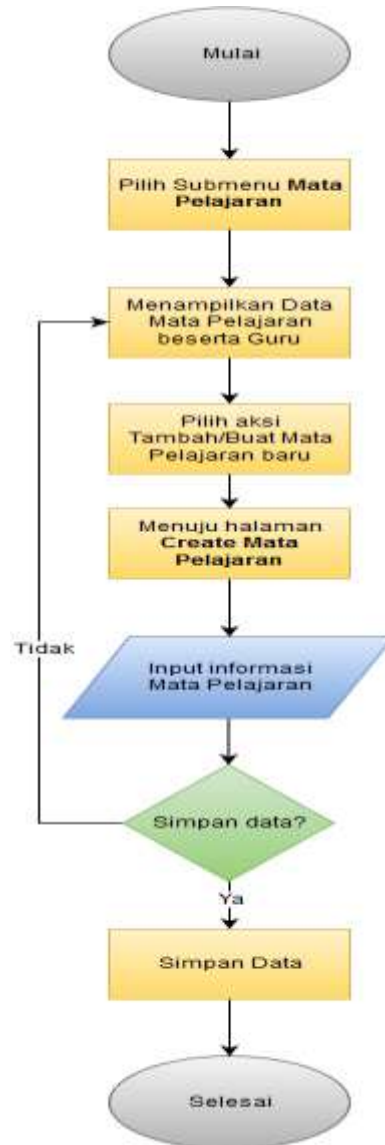 Mulai
Pilih Submenu Mata
Pelajaran
Menampilkan Data
Mata Pelajaran
beserta Guru
Pilih aksi
Tambah/Buat Mata
Pelajaran baru
Menuju halaman
Create Mata
Pelajaran
Tidak
Input informasi
Mata Pelajaran
Simpan data?
Ya
Simpan Data
Selesai